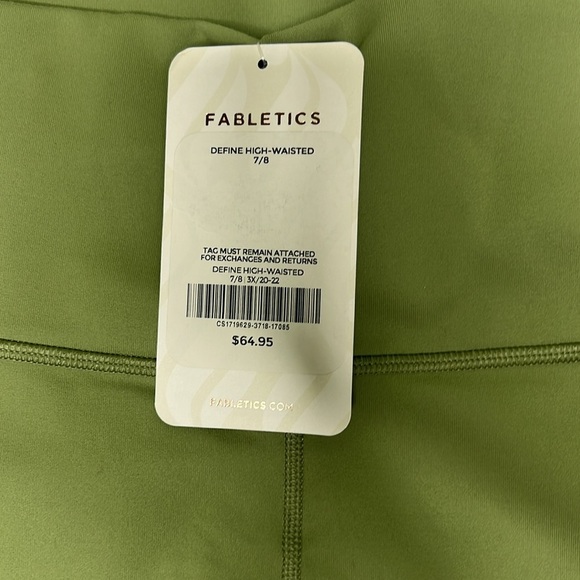 FABLETICS
DEFINE HIGH-WAISTED
7/8
TAG MUST REMAIN ATTACHED
FOR EXCHANGES AND RETURNS
DEFINE HIGH-WAISTED
7/8 3X/20-22
CS1719629-3718-17085
$64.95
FABLETICS.COM